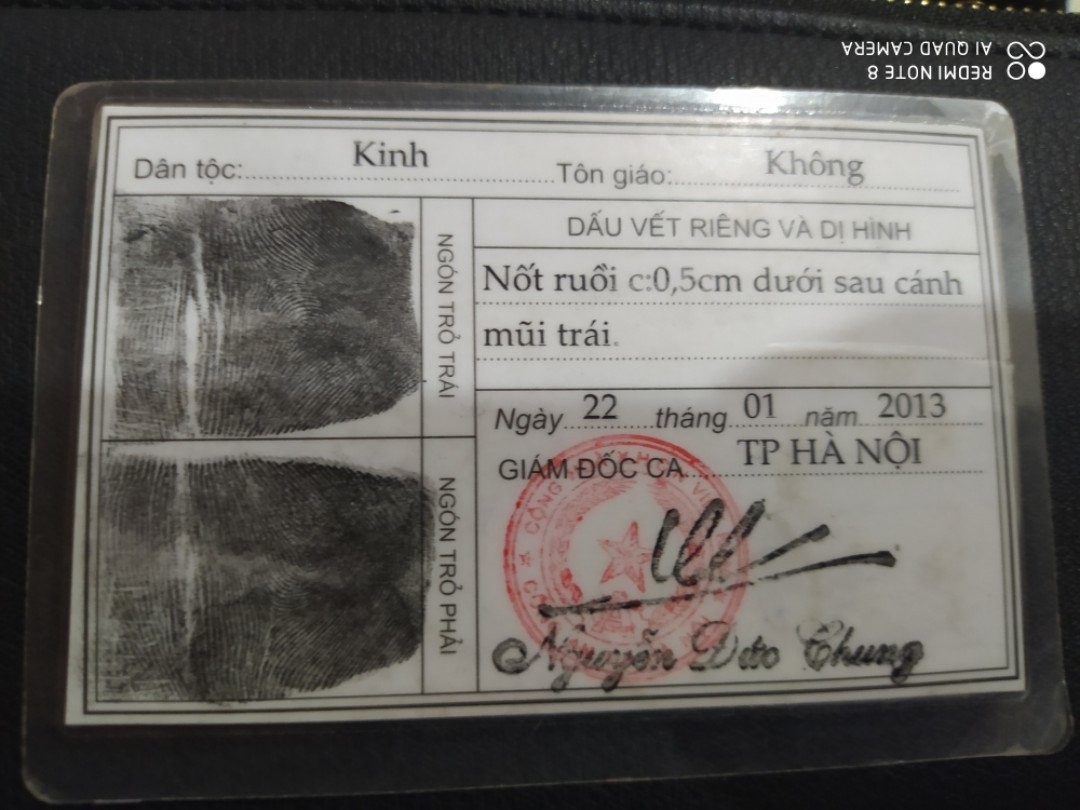 Dân tộc: Kinh Tôn giáo: Không
NGÓN TRỎ TRÁI
NGÓN TRỎ PHẢI
DẤU VẾT RIÊNG VÀ DỊ HÌNH
Nốt ruồi c:0,5cm dưới sau cánh
mũi trái.
Ngày 22 tháng 01 năm 2013
GIÁM ĐỐC CA TP HÀ NỘI
Nguyễn Đức Chung
REDMI NOTE 8
AI QUAD CAMERA